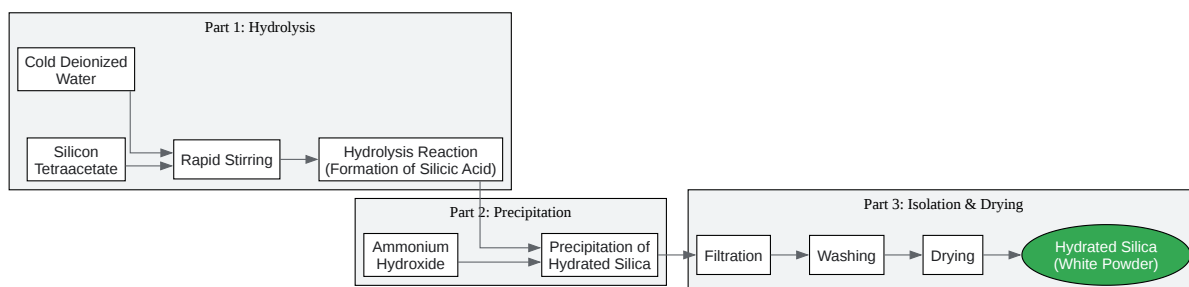 Part 1: Hydrolysis
Cold Deionized
Water
Silicon
Tetraacetate
Rapid Stirring
Hydrolysis Reaction
(Formation of Silicic Acid)
Part 2: Precipitation
Ammonium
Hydroxide
Precipitation of
Hydrated Silica
Part 3: Isolation & Drying
Filtration
Washing
Drying
Hydrated Silica
(White Powder)